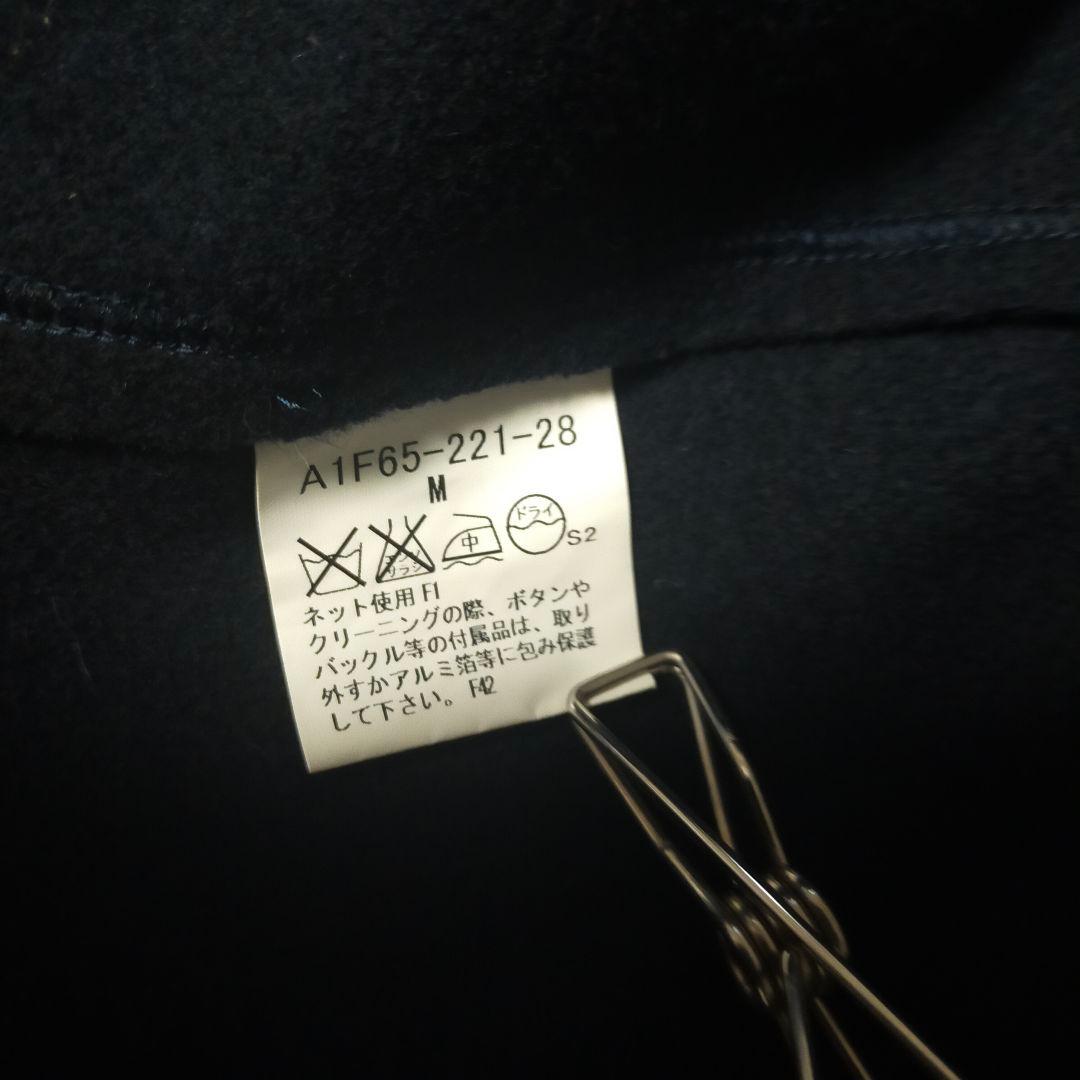 A1F65-221-28
M
中
ドライ
S2
ネット使用 F1
クリーニングの際、ボタンや
バックル等の付属品は、取り
外すかアルミ箔等に包み保護
して下さい。 F42